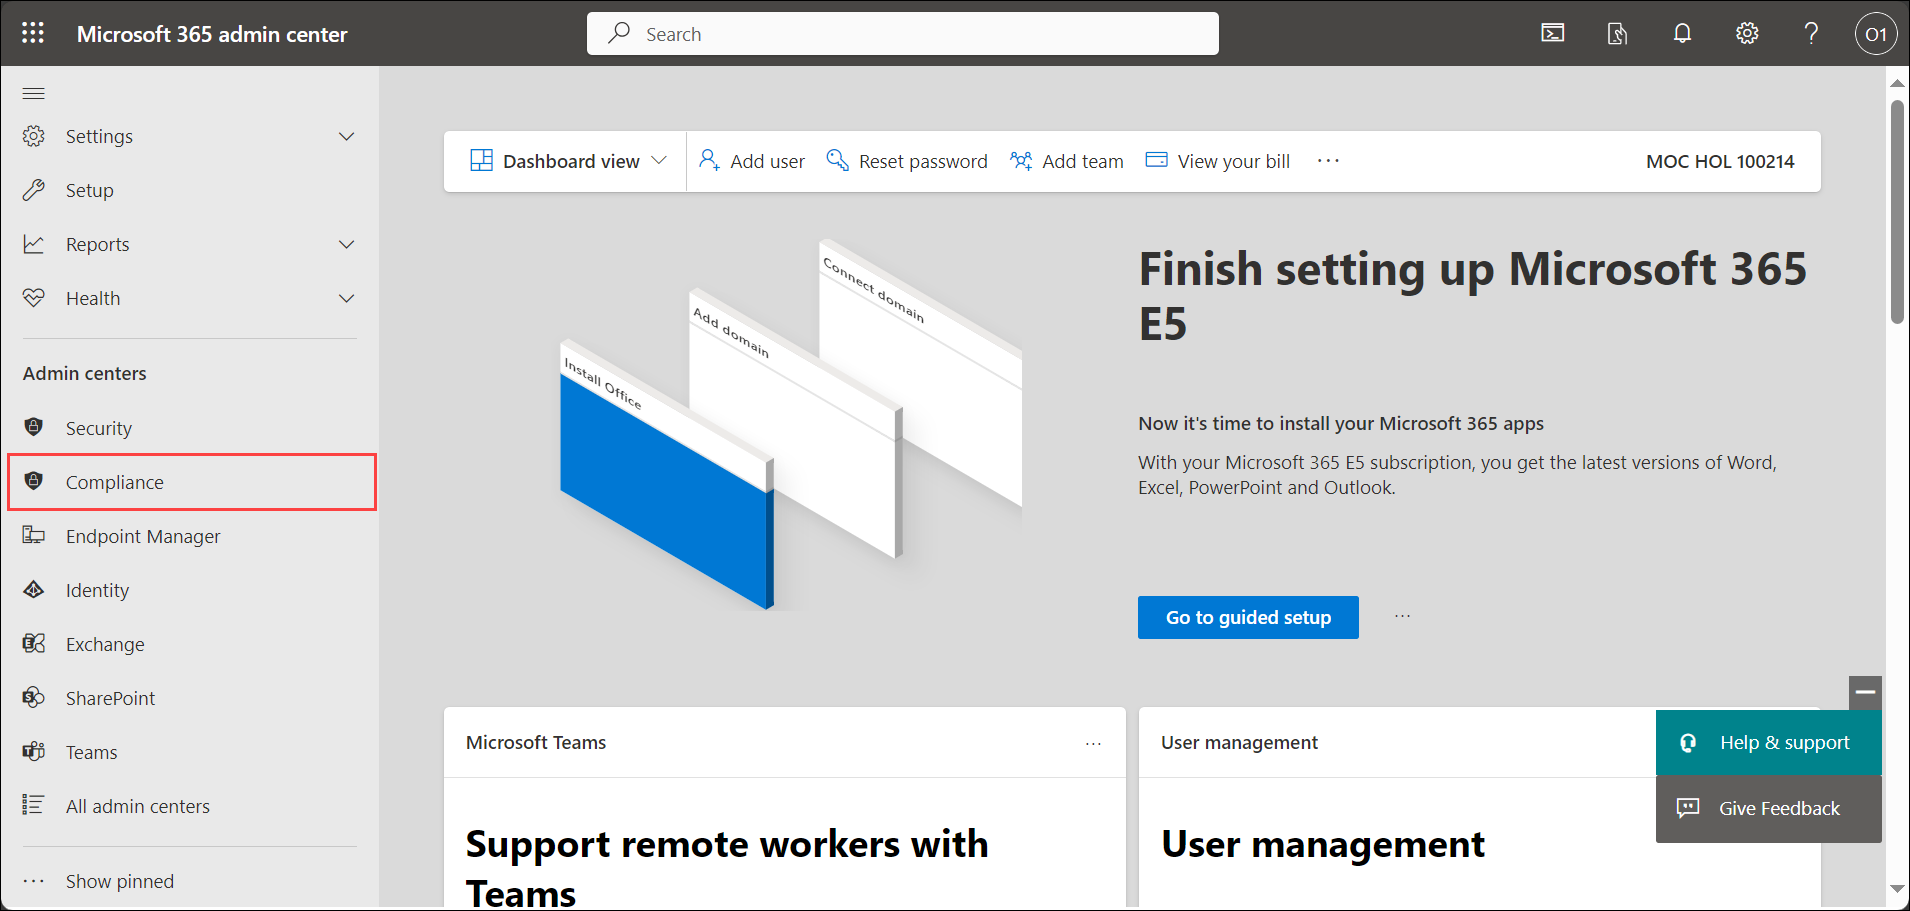 Microsoft 365 admin center
Search
O1
Settings
Setup
Reports
Health
Admin centers
Security
Compliance
Endpoint Manager
Identity
Exchange
SharePoint
Teams
All admin centers
Show pinned
Dashboard view
Add user
Reset password
Add team
View your bill
MOC HOL 100214
Connect domain
Add domain
Install Office
Finish setting up Microsoft 365
E5
Now it's time to install your Microsoft 365 apps
With your Microsoft 365 E5 subscription, you get the latest versions of Word,
Excel, PowerPoint and Outlook.
Go to guided setup
Microsoft Teams
Support remote workers with
Teams
User management
User management
Help & support
Give Feedback